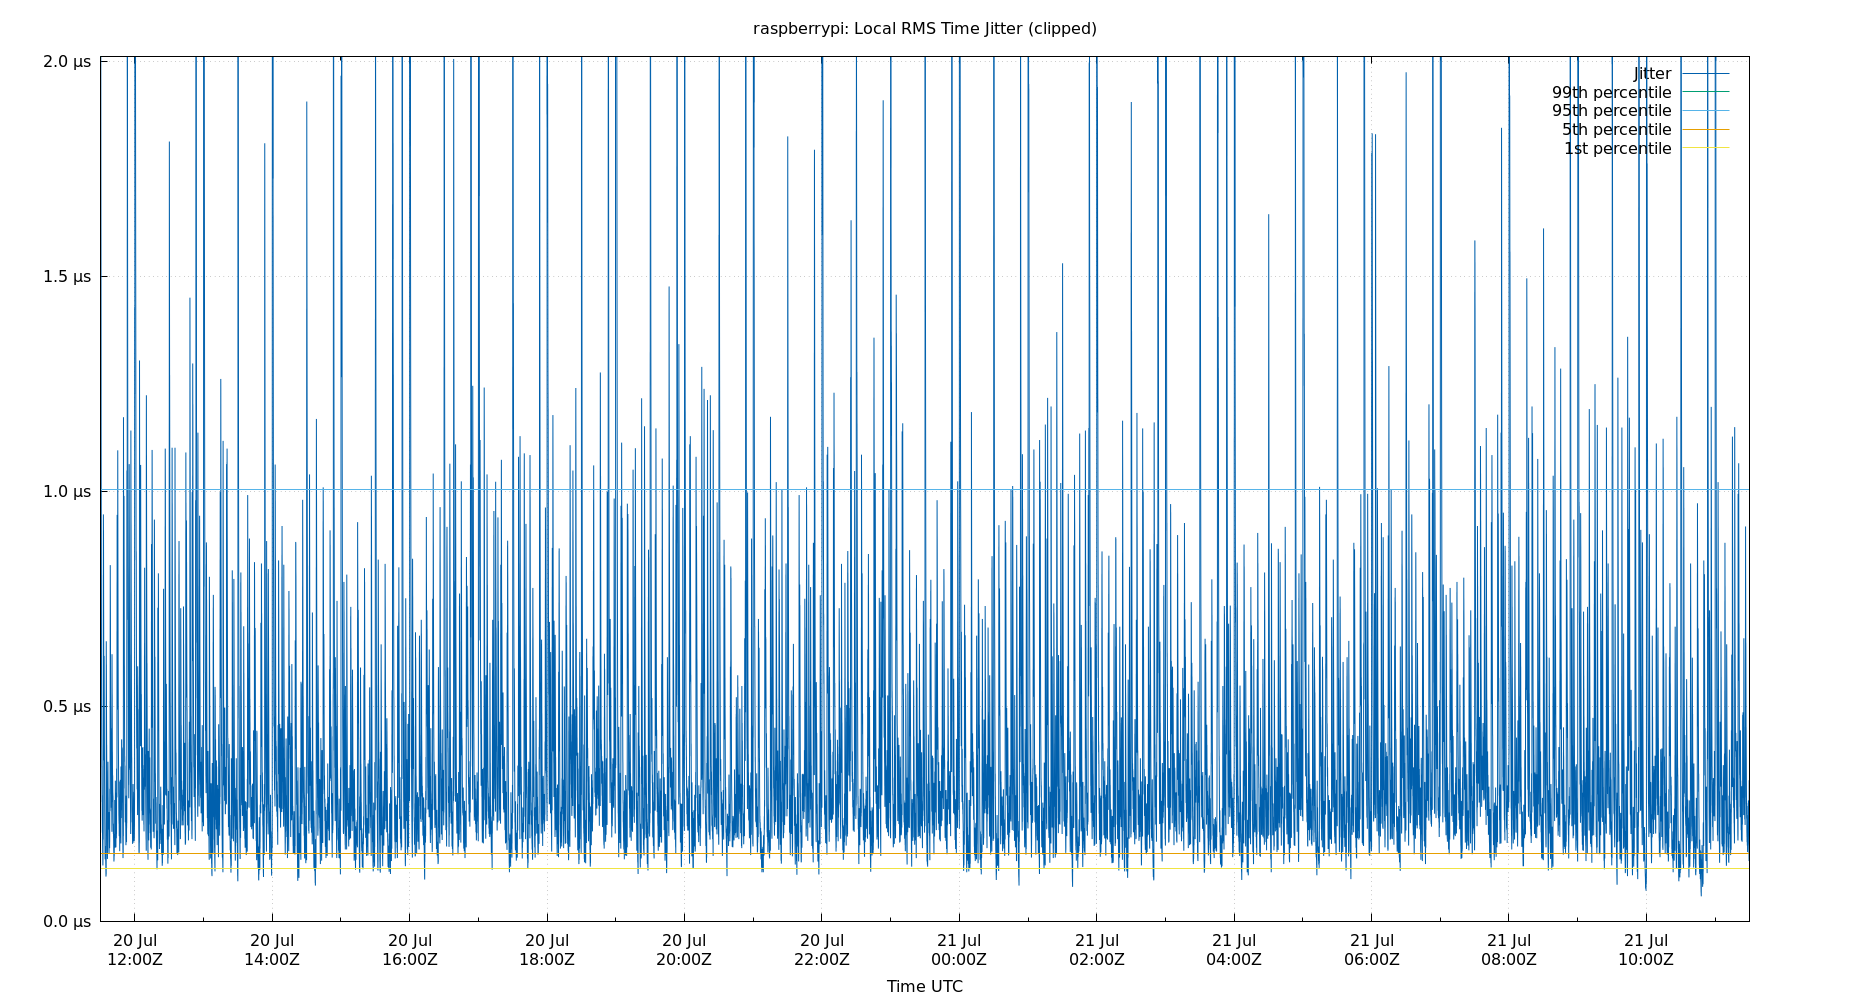 raspberrypi: Local RMS Time Jitter (clipped)
2.0 μs
1.5 μs
1.0 μs
0.5 μs
0.0 μs
Jitter
99th percentile
95th percentile
5th percentile
1st percentile
20 Jul 20 Jul 20 Jul 20 Jul 20 Jul 20 Jul 21 Jul 21 Jul 21 Jul 21 Jul 21 Jul 21 Jul
12:00Z 14:00Z 16:00Z 18:00Z 20:00Z 22:00Z 00:00Z 02:00Z 04:00Z 06:00Z 08:00Z 10:00Z
Time UTC